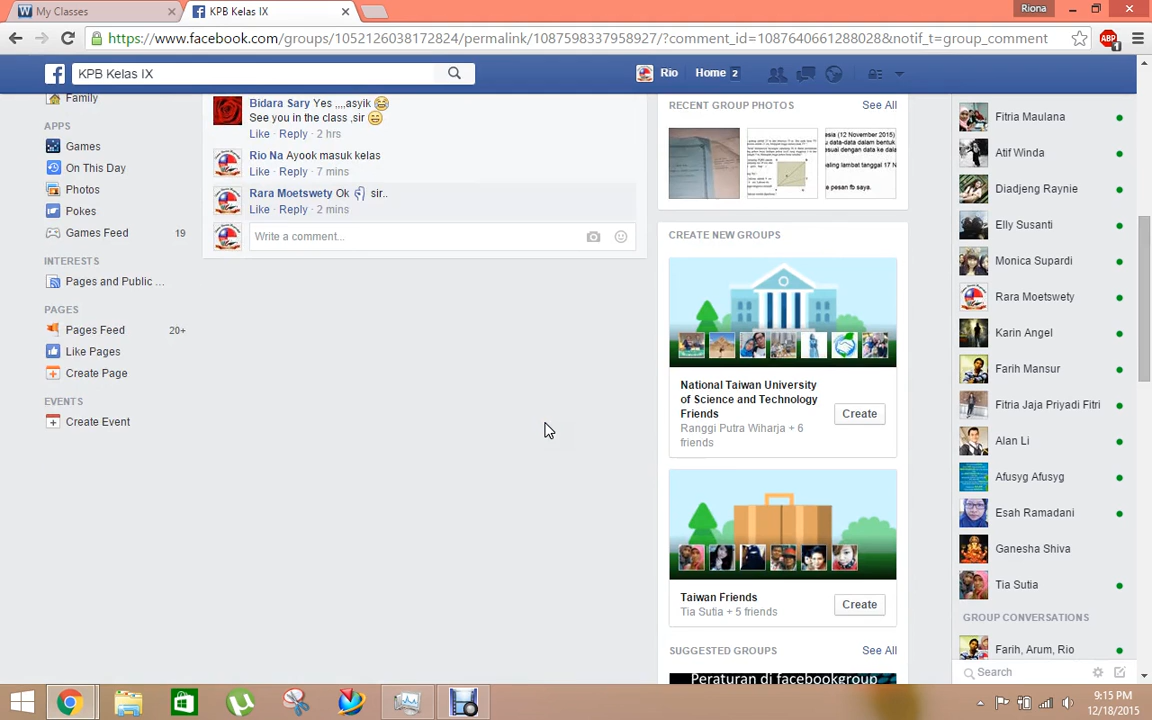 My Classes
KPB Kelas IX
Riona
https://www.facebook.com/groups/1052126038172824/permalink/1087598337958927/?comment_id=1087640661288028&notif_t=group_comment
ABP
1
KPB Kelas IX
Rio
Home 2
Family
APPS
Games
On This Day
Photos
Pokes
Games Feed 19
INTERESTS
Pages and Public ...
PAGES
Pages Feed 20+
Like Pages
Create Page
EVENTS
Create Event
Bidara Sary Yes ,,,,asyik
See you in the class ,sir
Like · Reply · 2 hrs
Rio Na Ayook masuk kelas
Like · Reply · 7 mins
Rara Moetswety Ok sir..
Like · Reply · 2 mins
Write a comment...
RECENT GROUP PHOTOS See All
esia (12 November 2015)
CREATE NEW GROUPS
National Taiwan University
of Science and Technology
Friends
Ranggi Putra Wiharja + 6
friends
Create
Taiwan Friends
Tia Sutia + 5 friends
Create
SUGGESTED GROUPS See All
Peraturan di facebookgroup
Fitria Maulana
Atif Winda
Diadjeng Raynie
Elly Susanti
Monica Supardi
Rara Moetswety
Karin Angel
Farih Mansur
Fitria Jaja Priyadi Fitri
Alan Li
Afusyg Afusyg
Esah Ramadani
Ganesha Shiva
Tia Sutia
GROUP CONVERSATIONS
Farih, Arum, Rio
Search
9:15 PM
12/18/2015